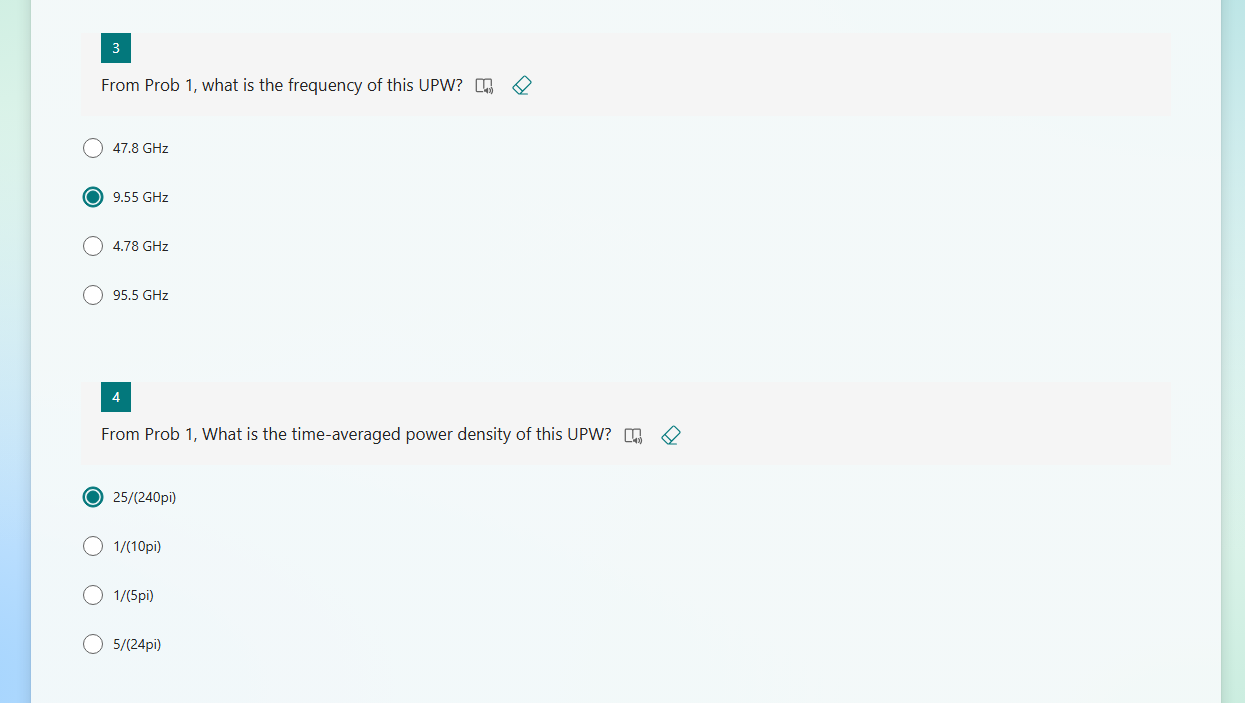 3
From Prob 1, what is the frequency of this UPW?
47.8 GHz
9.55 GHz
4.78 GHz
95.5 GHz
4
From Prob 1, What is the time-averaged power density of this UPW?
25/(240pi)
1/(10pi)
1/(5pi)
5/(24pi)